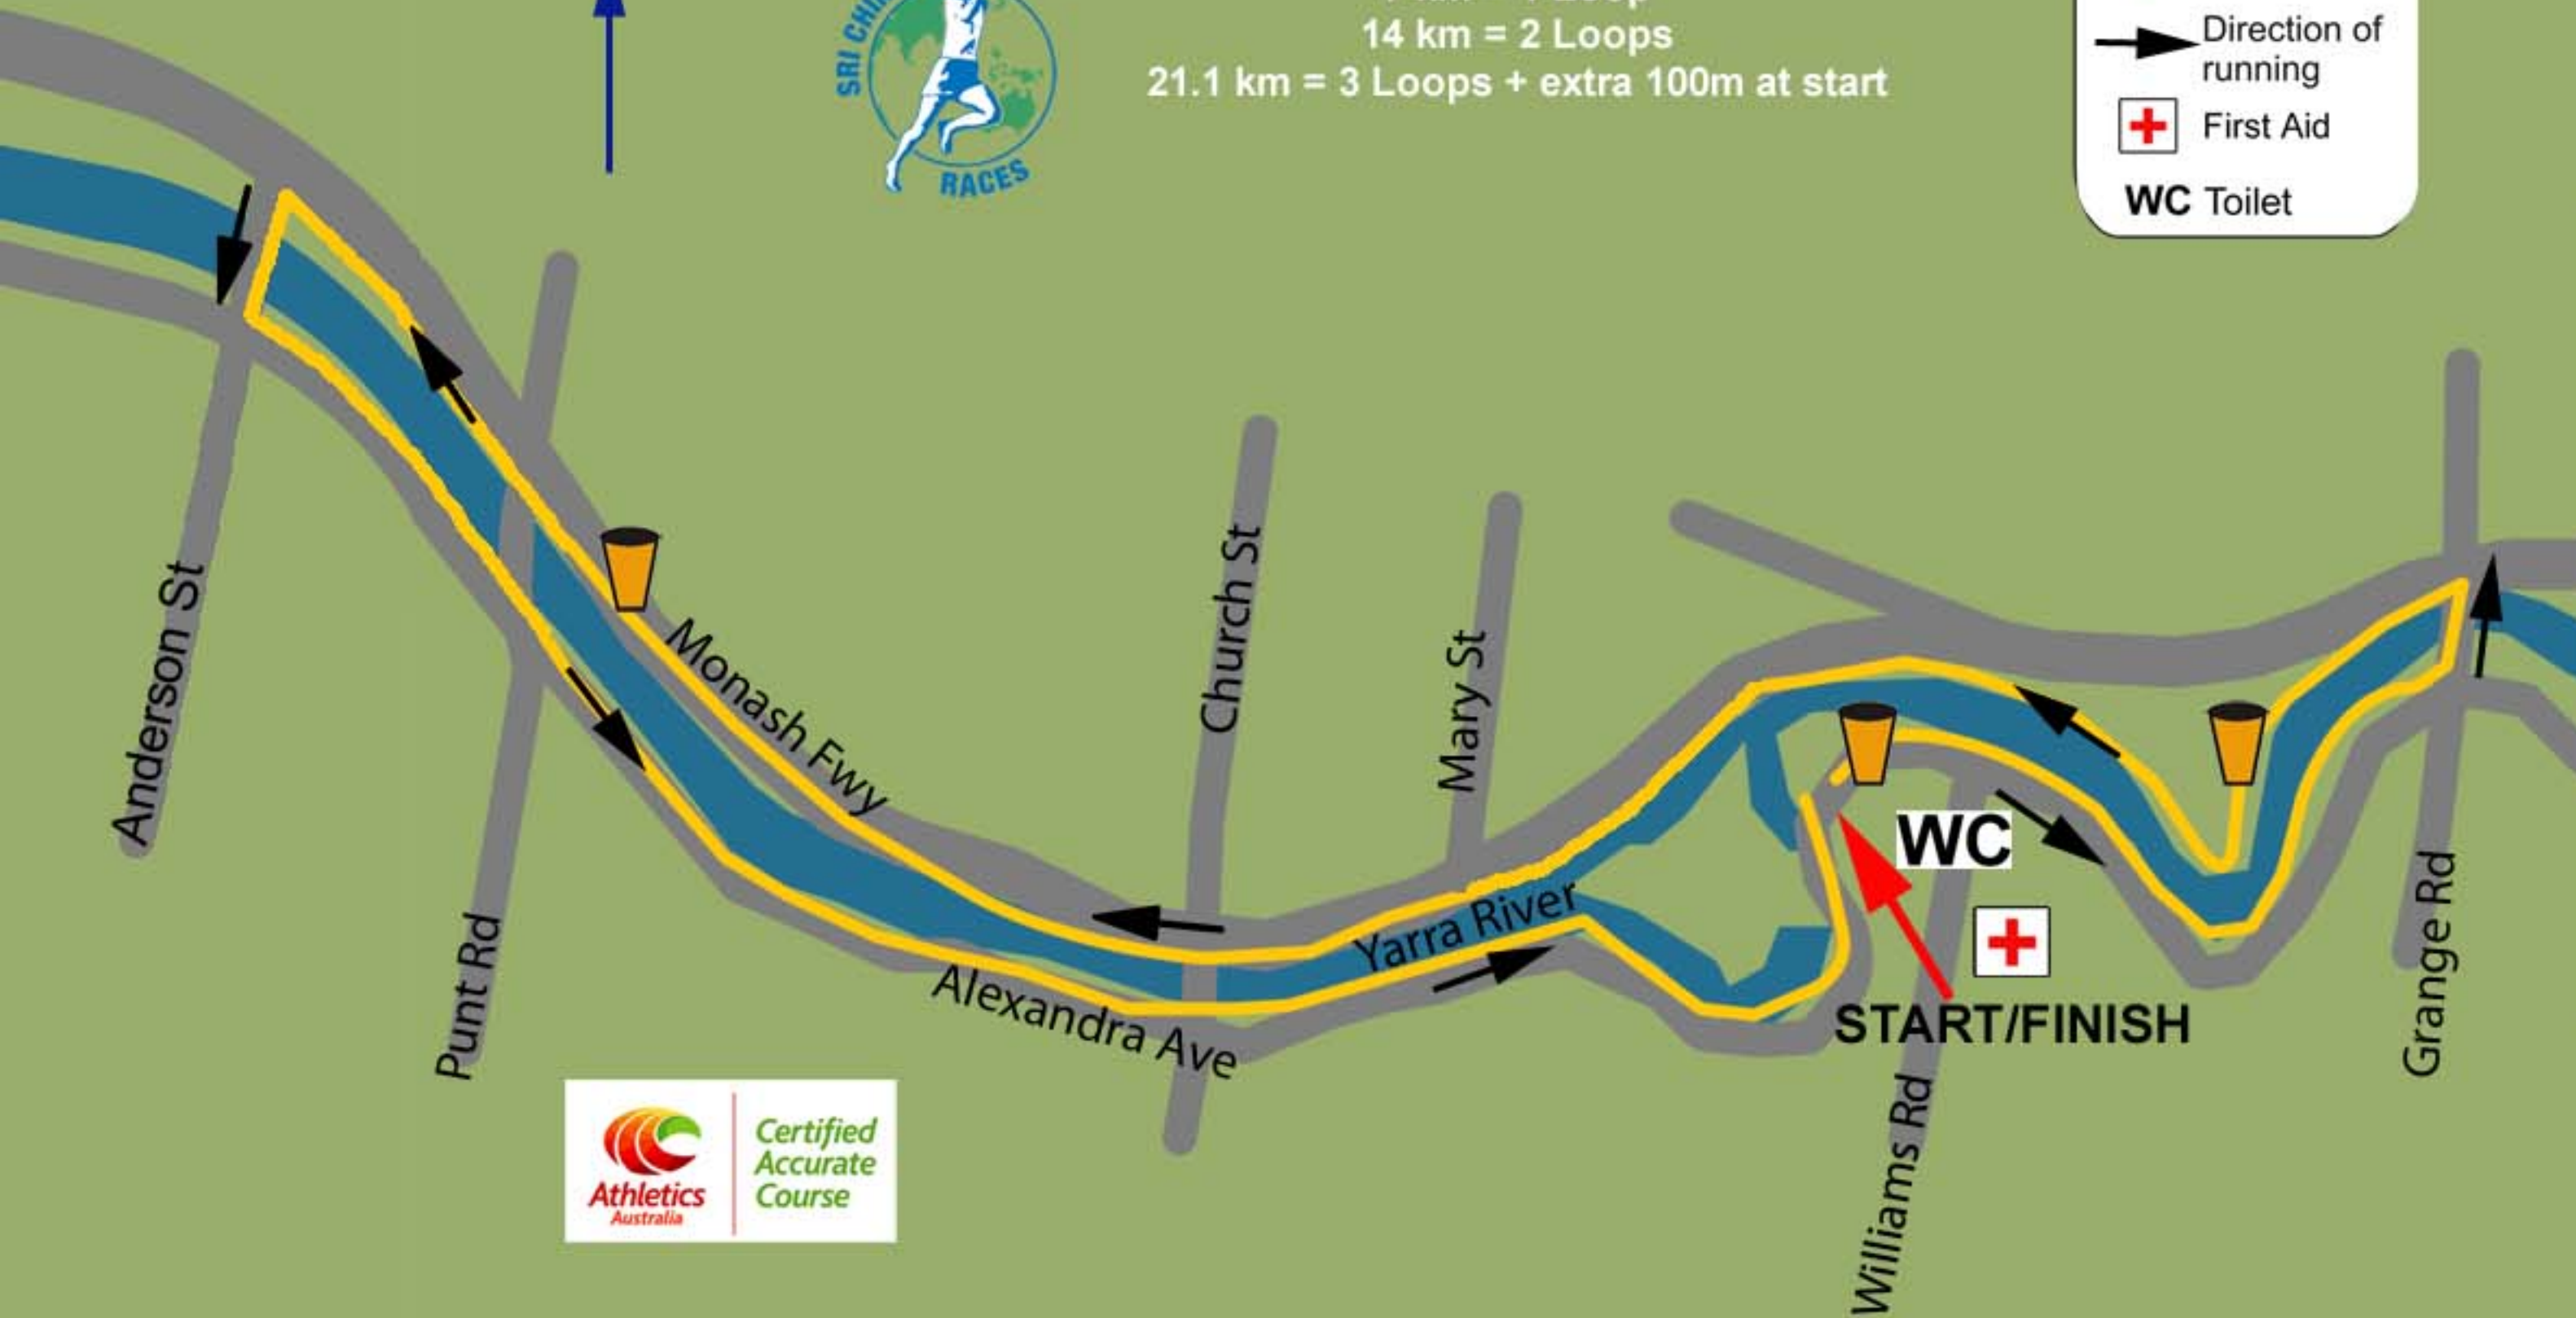 SRI CHIN
RACES
14 km = 2 Loops
21.1 km = 3 Loops + extra 100m at start
Direction of
running
First Aid
WC Toilet
Anderson St
Punt Rd
Monash Fwy
Church St
Mary St
Yarra River
Alexandra Ave
WC
START/FINISH
Williams Rd
Grange Rd
Athletics
Australia
Certified
Accurate
Course